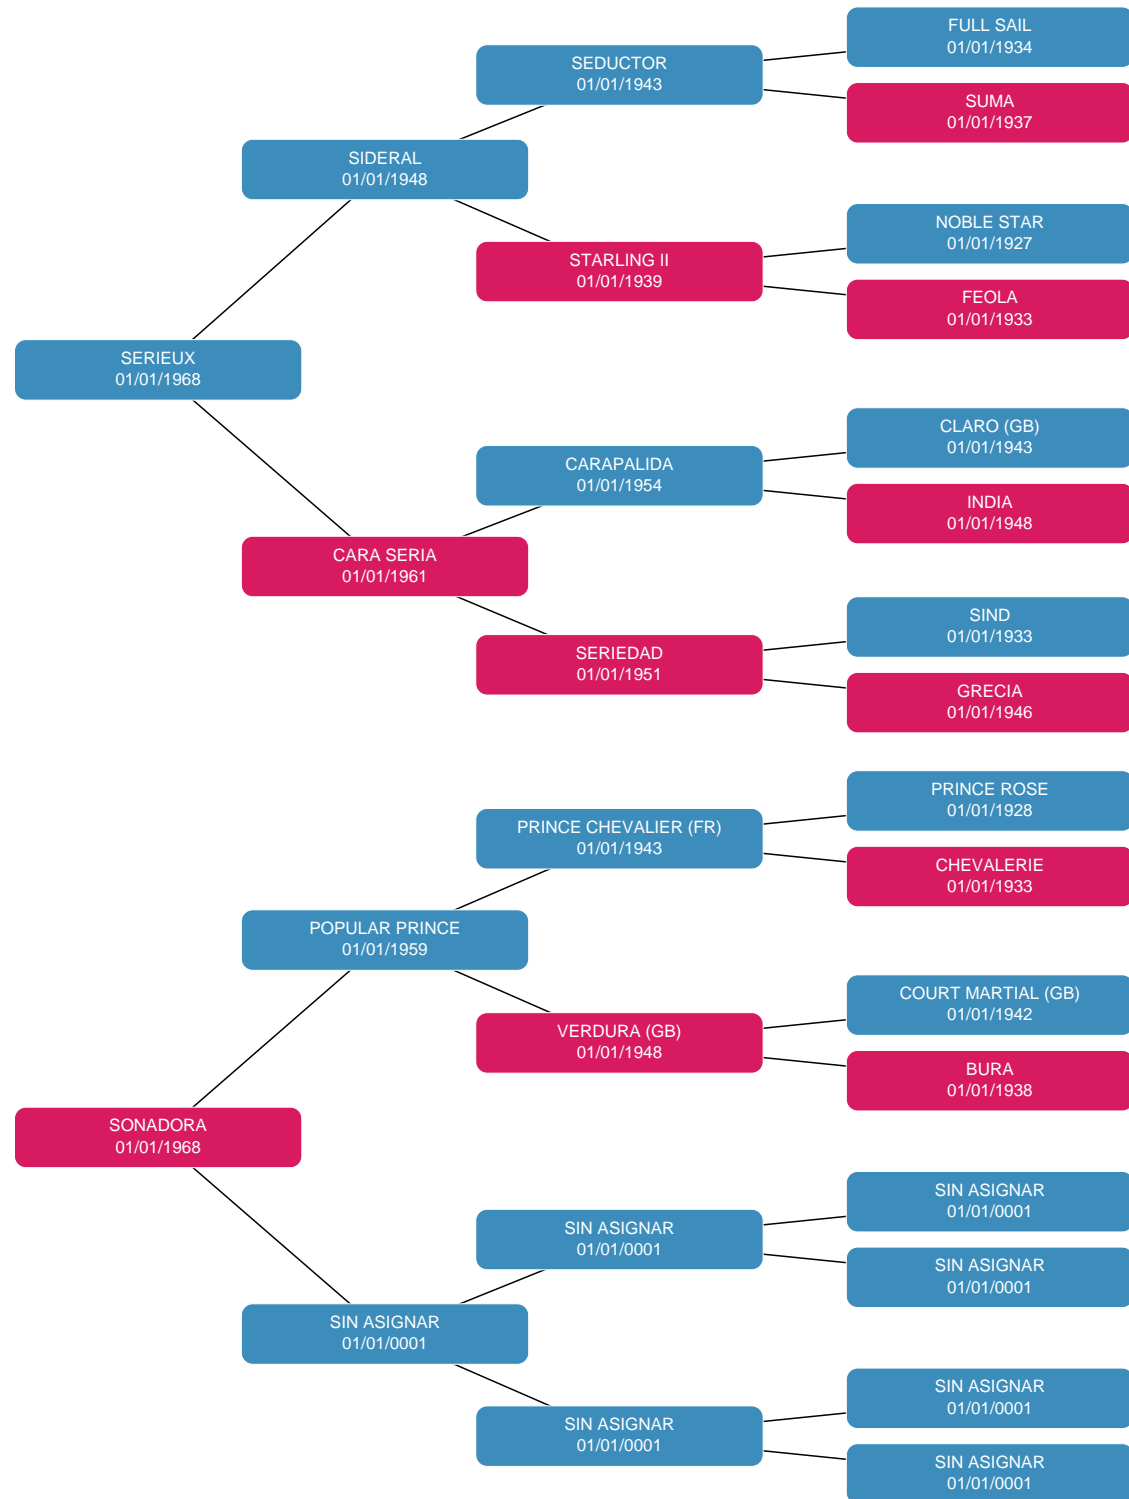 FULL SAIL
01/01/1934
SEDUCTOR
01/01/1943
SUMA
01/01/1937
SIDERAL
01/01/1948
NOBLE STAR
01/01/1927
STARLING II
01/01/1939
FEOLA
01/01/1933
SERIEUX
01/01/1968
CLARO (GB)
01/01/1943
CARAPALIDA
01/01/1954
INDIA
01/01/1948
CARA SERIA
01/01/1961
SIND
01/01/1933
SERIEDAD
01/01/1951
GRECIA
01/01/1946
PRINCE ROSE
01/01/1928
PRINCE CHEVALIER (FR)
01/01/1943
CHEVALERIE
01/01/1933
POPULAR PRINCE
01/01/1959
COURT MARTIAL (GB)
01/01/1942
VERDURA (GB)
01/01/1948
BURA
01/01/1938
SONADORA
01/01/1968
SIN ASIGNAR
01/01/0001
SIN ASIGNAR
01/01/0001
SIN ASIGNAR
01/01/0001
SIN ASIGNAR
01/01/0001
SIN ASIGNAR
01/01/0001
SIN ASIGNAR
01/01/0001
SIN ASIGNAR
01/01/0001